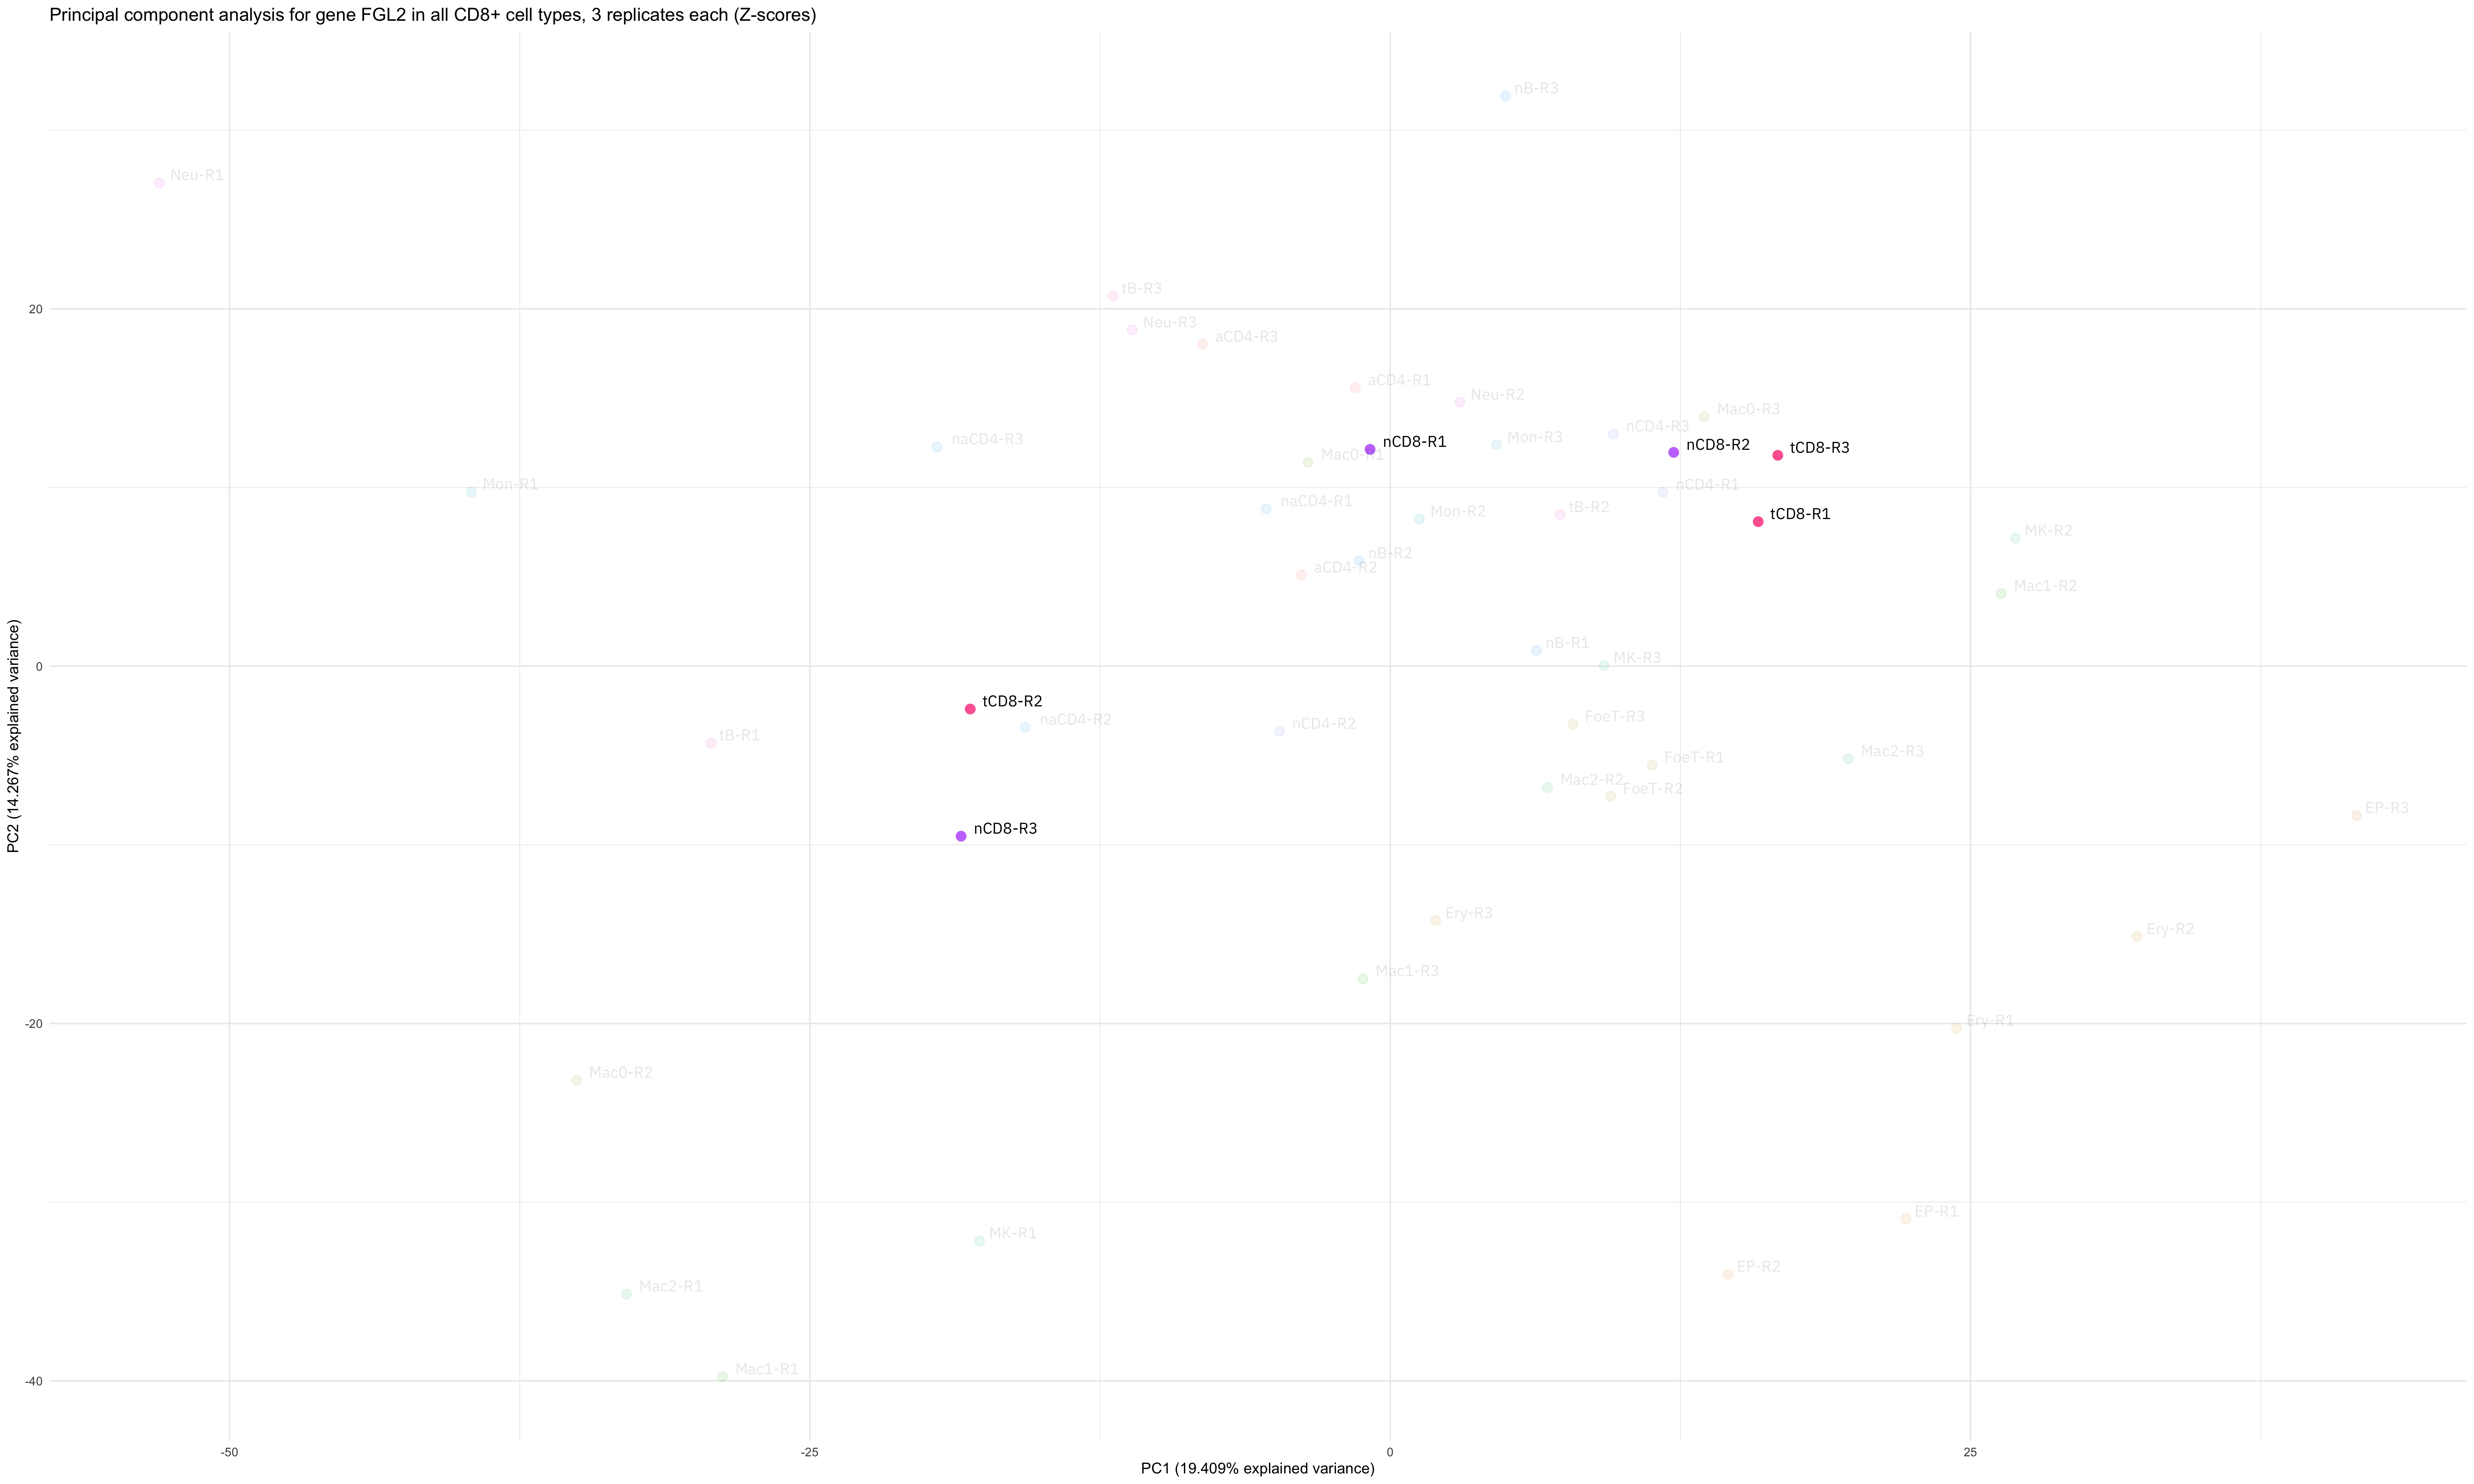 Principal component analysis for gene FGL2 in all CD8+ cell types, 3 replicates each (Z-scores)
nB-R3
Neu-R1
tB-R3
20
Neu-R3
aCD4-R3
aCD4-R1
Neu-R2
Mac0-R3
nCD4-R3
Mon-R3
naCD4-R3
nCD8-R1
nCD8-R2
tCD8-R3
Mac0-R1
Mon-R1
nCD4-R1
naCD4-R1
tB-R2
Mon-R2
tCD8-R1
MK-R2
nB-R2
aCD4-R2
Mac1-R2
nB-R1
MK-R3
0
tCD8-R2
FoeT-R3
naCD4-R2
nCD4-R2
tB-R1
Mac2-R3
FoeT-R1
Mac2-R2
FoeT-R2
EP-R3
nCD8-R3
PC2 (14.267% explained variance)
Ery-R3
Ery-R2
Mac1-R3
-20
Ery-R1
Mac0-R2
EP-R1
MK-R1
EP-R2
Mac2-R1
Mac1-R1
-40
-50
-25
0
25
PC1 (19.409% explained variance)